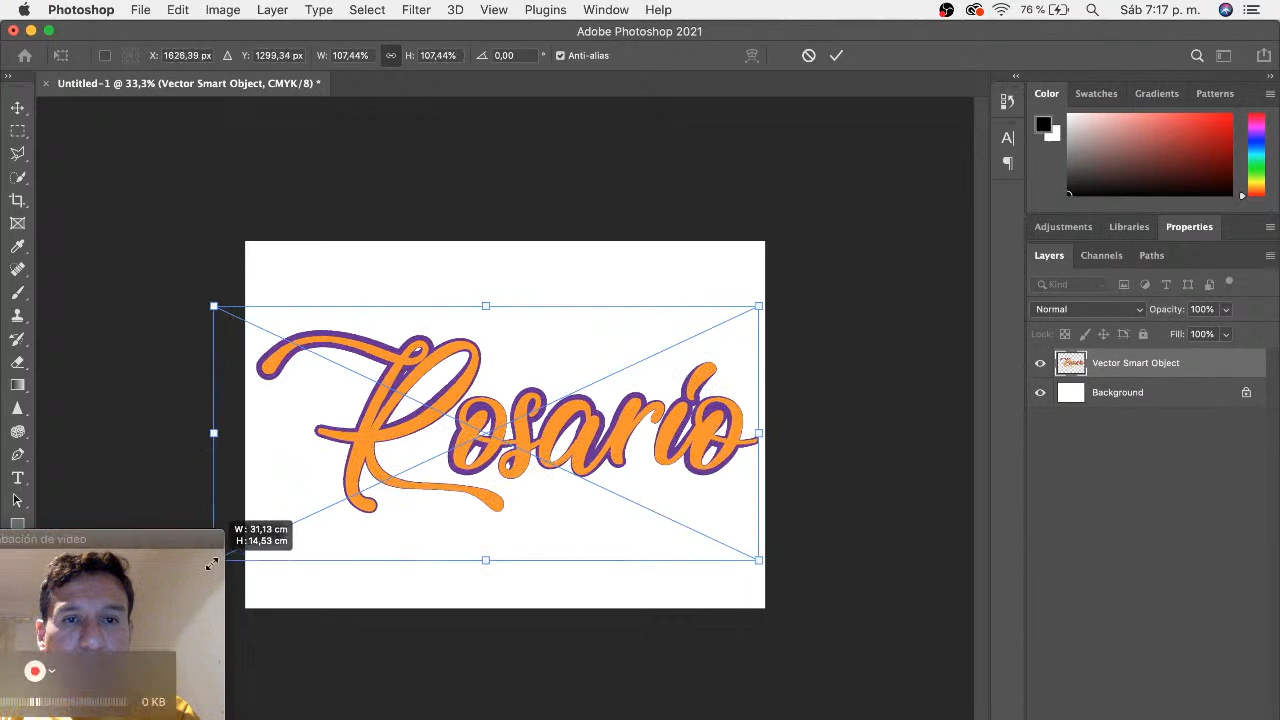 Photoshop File Edit Image Layer Type Select Filter 3D View Plugins Window Help 76 % Sáb 7:17 p. m.
Adobe Photoshop 2021
X: 1626,39 px Y: 1299,34 px W: 107,44% H: 107,44% 0,00 ° Anti-alias
Untitled-1 @ 33,3% (Vector Smart Object, CMYK/8) *
Color Swatches Gradients Patterns
Adjustments Libraries Properties
Layers Channels Paths
Kind
Normal Opacity: 100%
Lock: Fill: 100%
Vector Smart Object
Background
Rosario
W: 31,13 cm
H: 14,53 cm
bación de video
0 KB